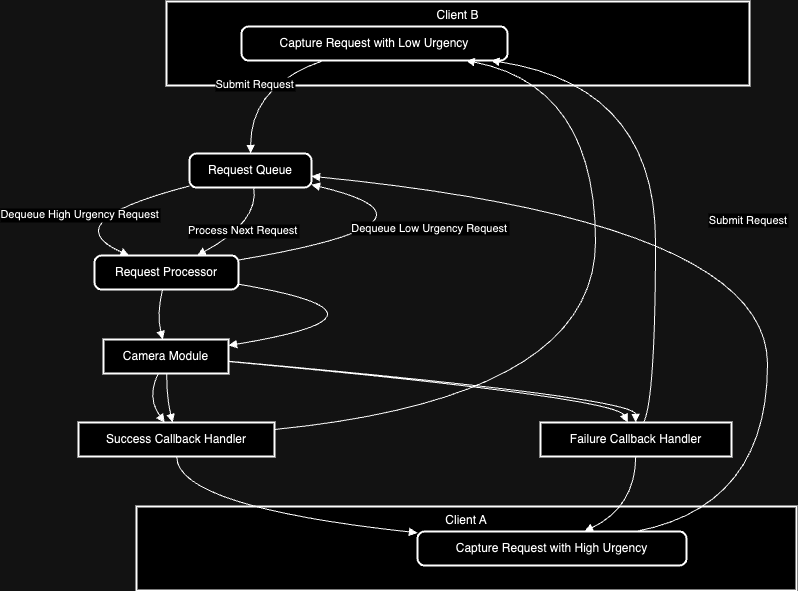 Client B
Capture Request with Low Urgency
Submit Request
Request Queue
Dequeue High Urgency Request
Submit Request
Process Next Request
Dequeue Low Urgency Request
Request Processor
Camera Module
Success Callback Handler
Failure Callback Handler
Client A
Capture Request with High Urgency